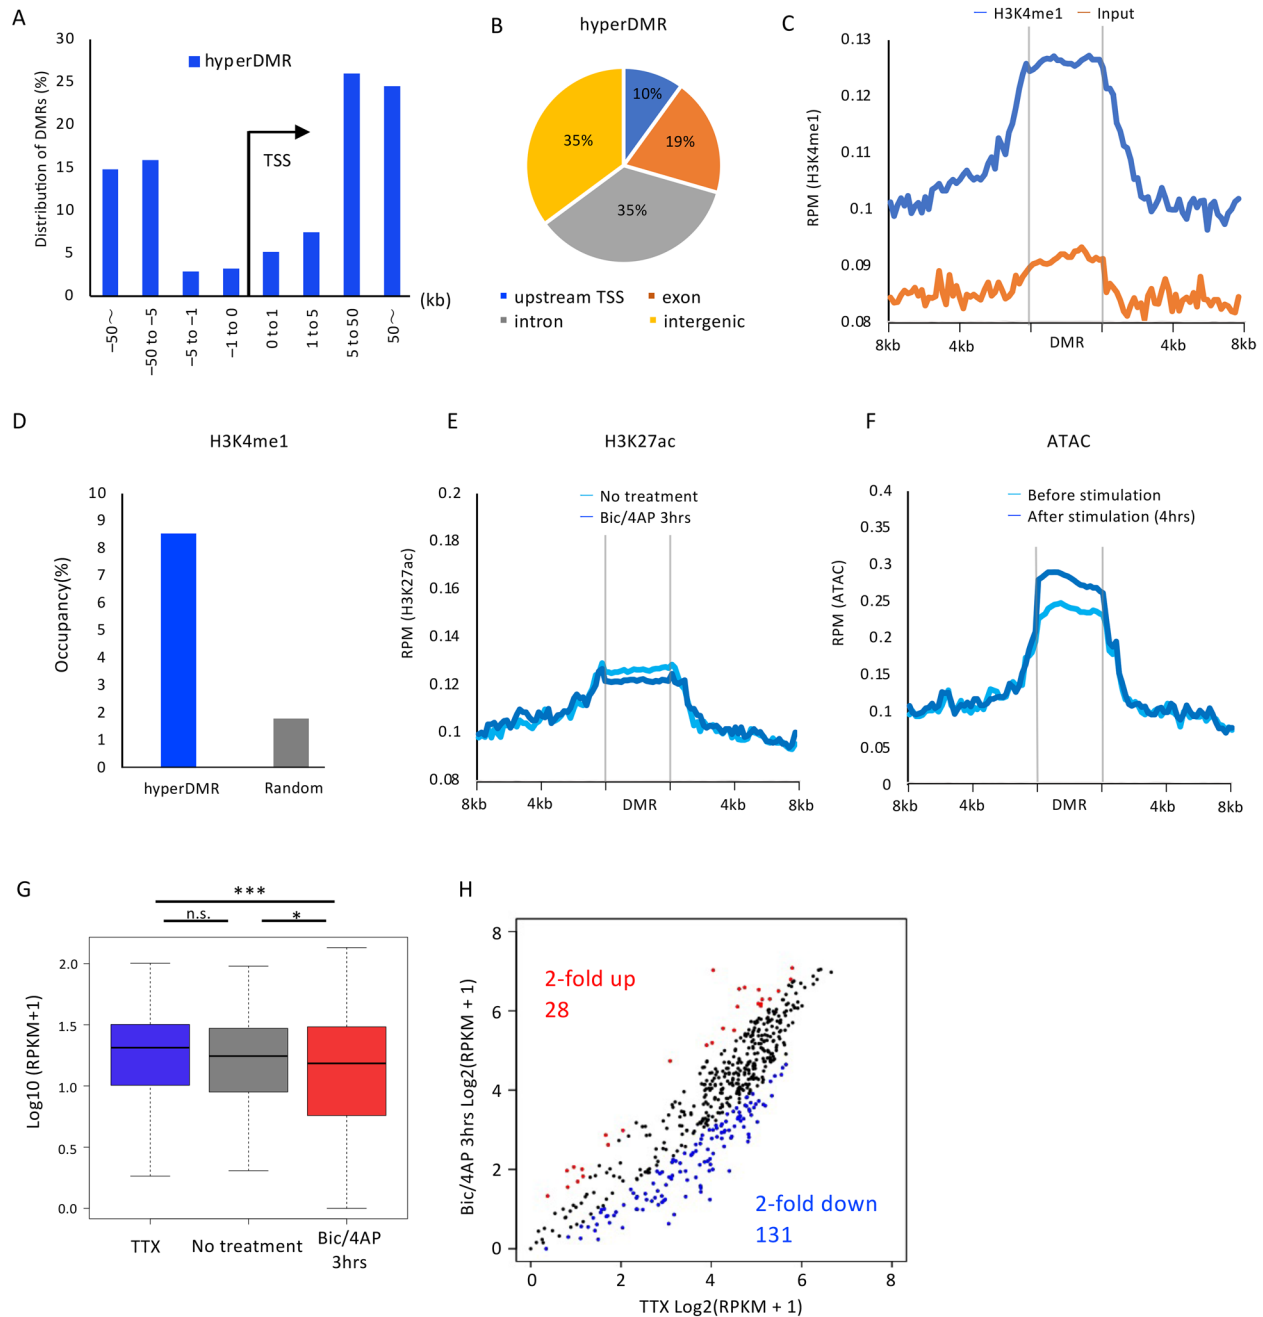 A
30
25
20
15
10
5
0
Distribution of DMRs (%)
hyperDMR
TSS
(kb)
−50~
−50 to −5
−5 to −1
−1 to 0
0 to 1
1 to 5
5 to 50
50~
B
hyperDMR
10%
19%
35%
35%
upstream TSS
exon
intron
intergenic
C
H3K4me1
Input
0.13
0.12
0.11
0.1
0.09
0.08
RPM (H3K4me1)
8kb
4kb
DMR
4kb
8kb
D
H3K4me1
10
9
8
7
6
5
4
3
2
1
0
Occupancy(%)
hyperDMR
Random
E
H3K27ac
No treatment
Bic/4AP 3hrs
0.2
0.18
0.16
0.14
0.12
0.1
0.08
RPM (H3K27ac)
8kb
4kb
DMR
4kb
8kb
F
ATAC
Before stimulation
After stimulation (4hrs)
0.4
0.35
0.3
0.25
0.2
0.15
0.1
0.05
0
RPM (ATAC)
8kb
4kb
DMR
4kb
8kb
G
***
n.s.
*
2.0
1.5
1.0
0.5
0.0
Log10 (RPKM+1)
TTX
No treatment
Bic/4AP
3hrs
H
8
6
4
2
0
Bic/4AP 3hrs Log2(RPKM + 1)
2-fold up
28
2-fold down
131
0
2
4
6
8
TTX Log2(RPKM + 1)